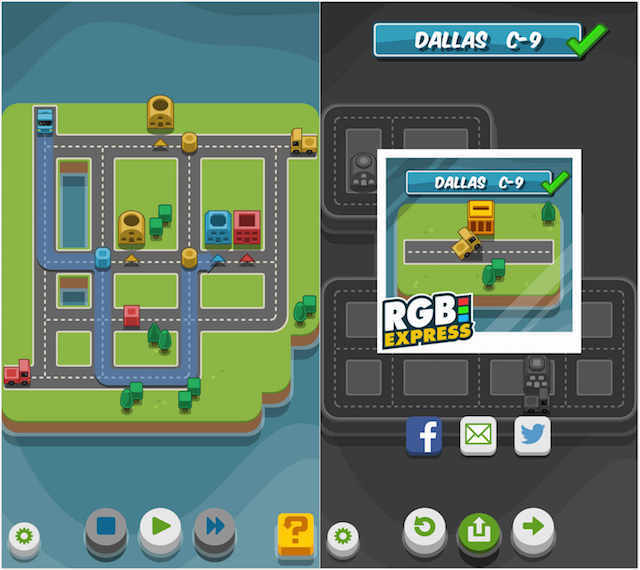 DALLAS C-9
DALLAS C-9
RGB
EXPRESS
?
f